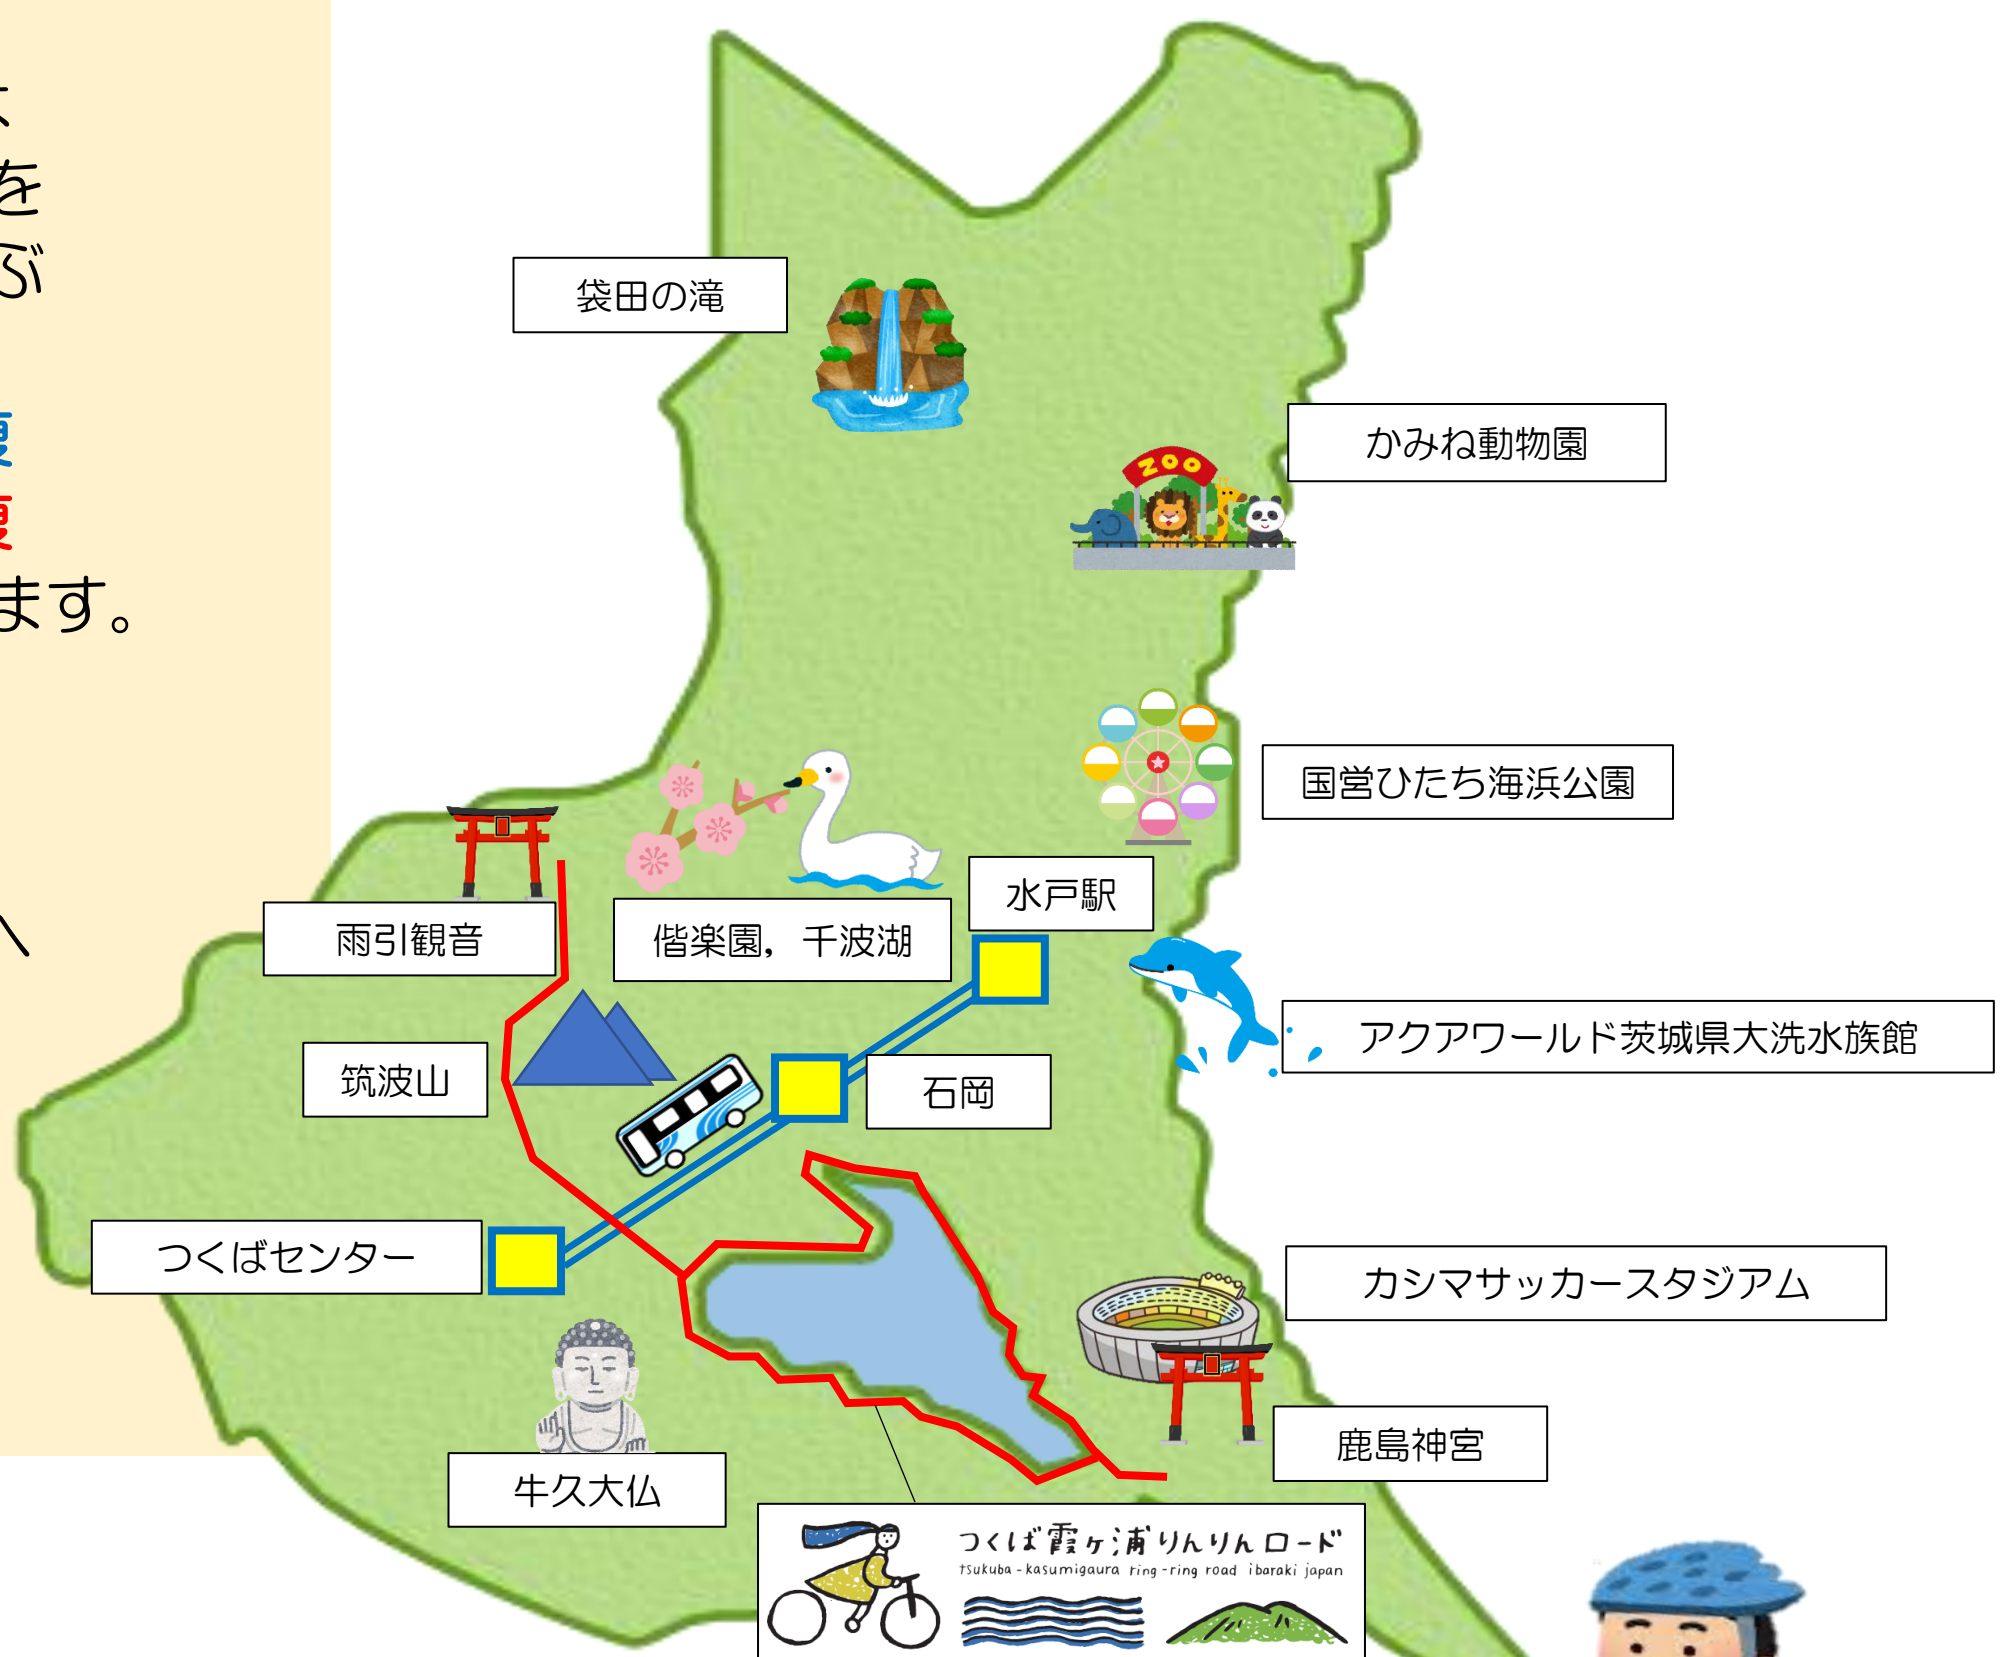 を
ぶ
ます。
袋田の滝
ZOO
かみね動物園
国営ひたち海浜公園
水戸駅
雨引観音
偕楽園，千波湖
アクアワールド茨城県大洗水族館
筑波山
石岡
つくばセンター
カシマサッカースタジアム
鹿島神宮
牛久大仏
つくば霞ヶ浦りんりんロード
tsukuba-kasumigaura ring-ring road ibaraki japan